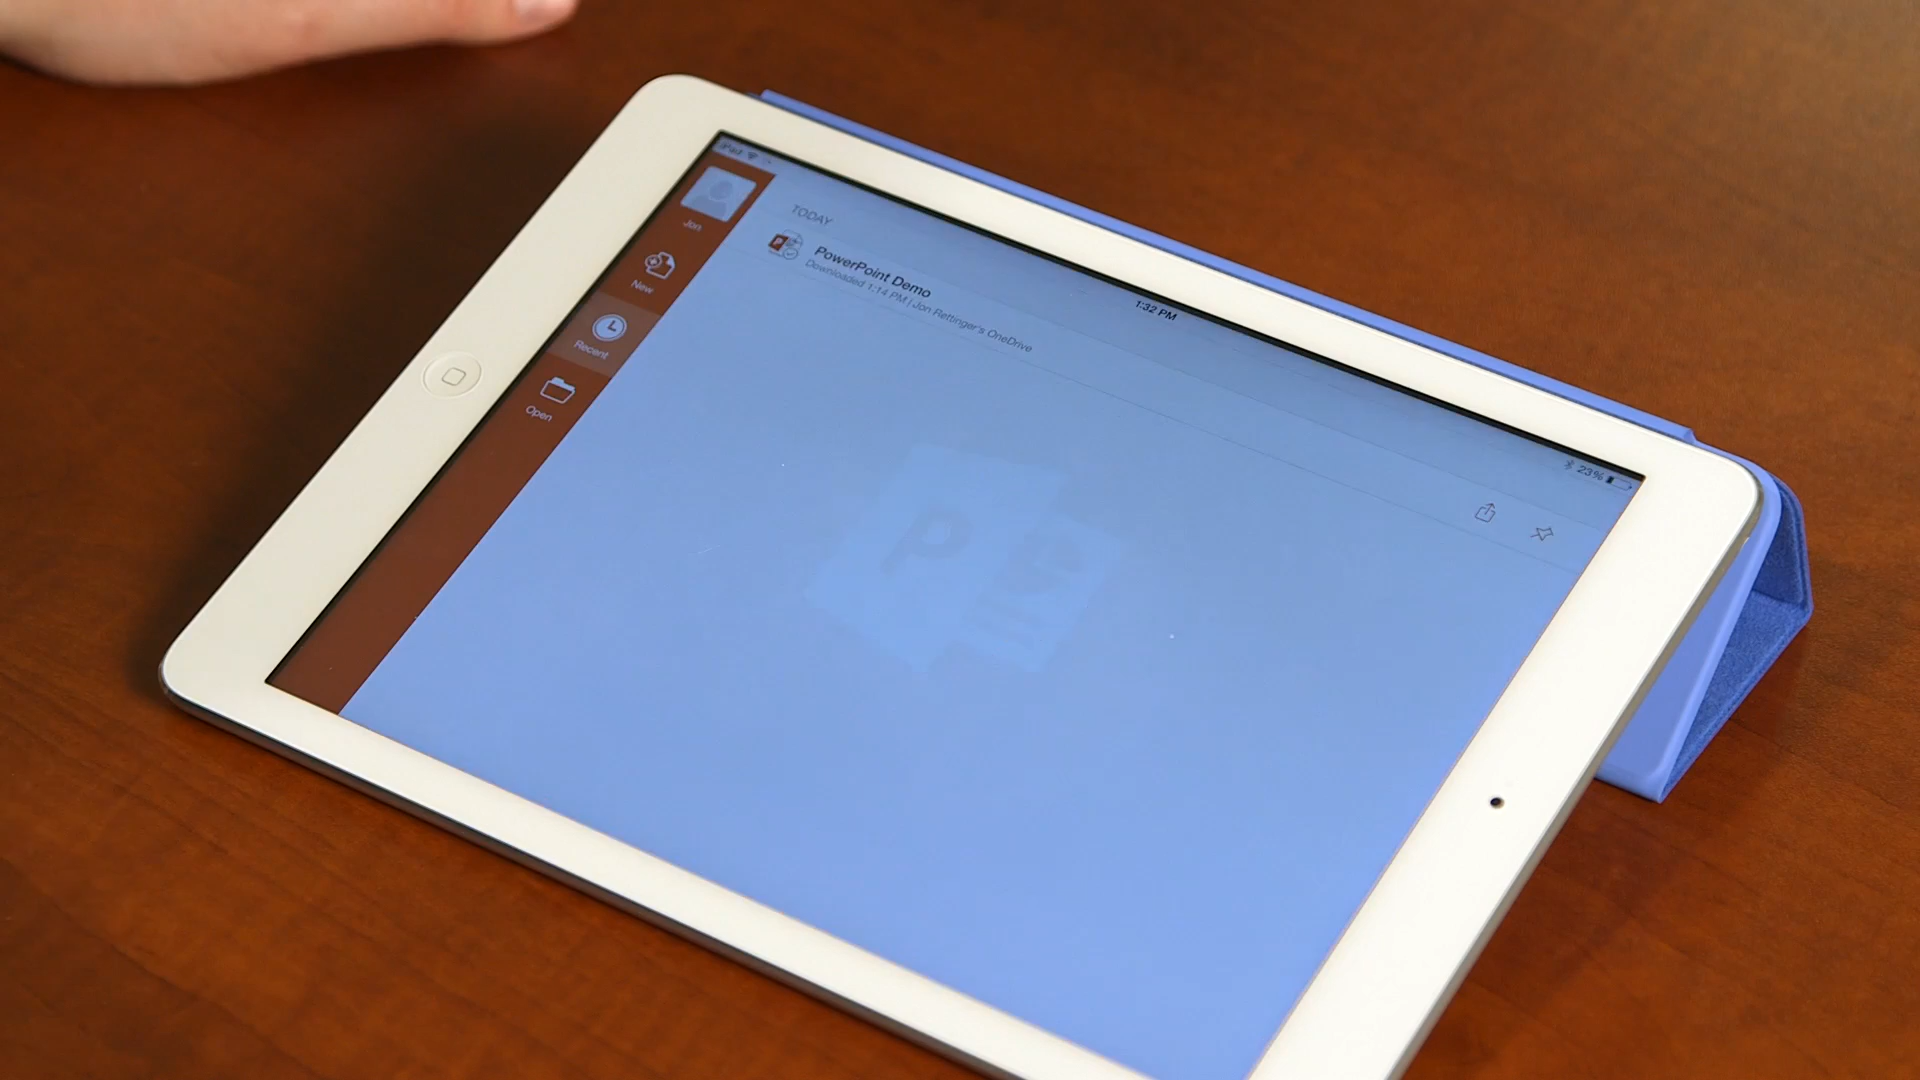 iPad
1:32 PM
23%
Jon
New
Recent
Open
TODAY
P
PowerPoint Demo
Downloaded 1:14 PM | Jon Rettinger's OneDrive
P